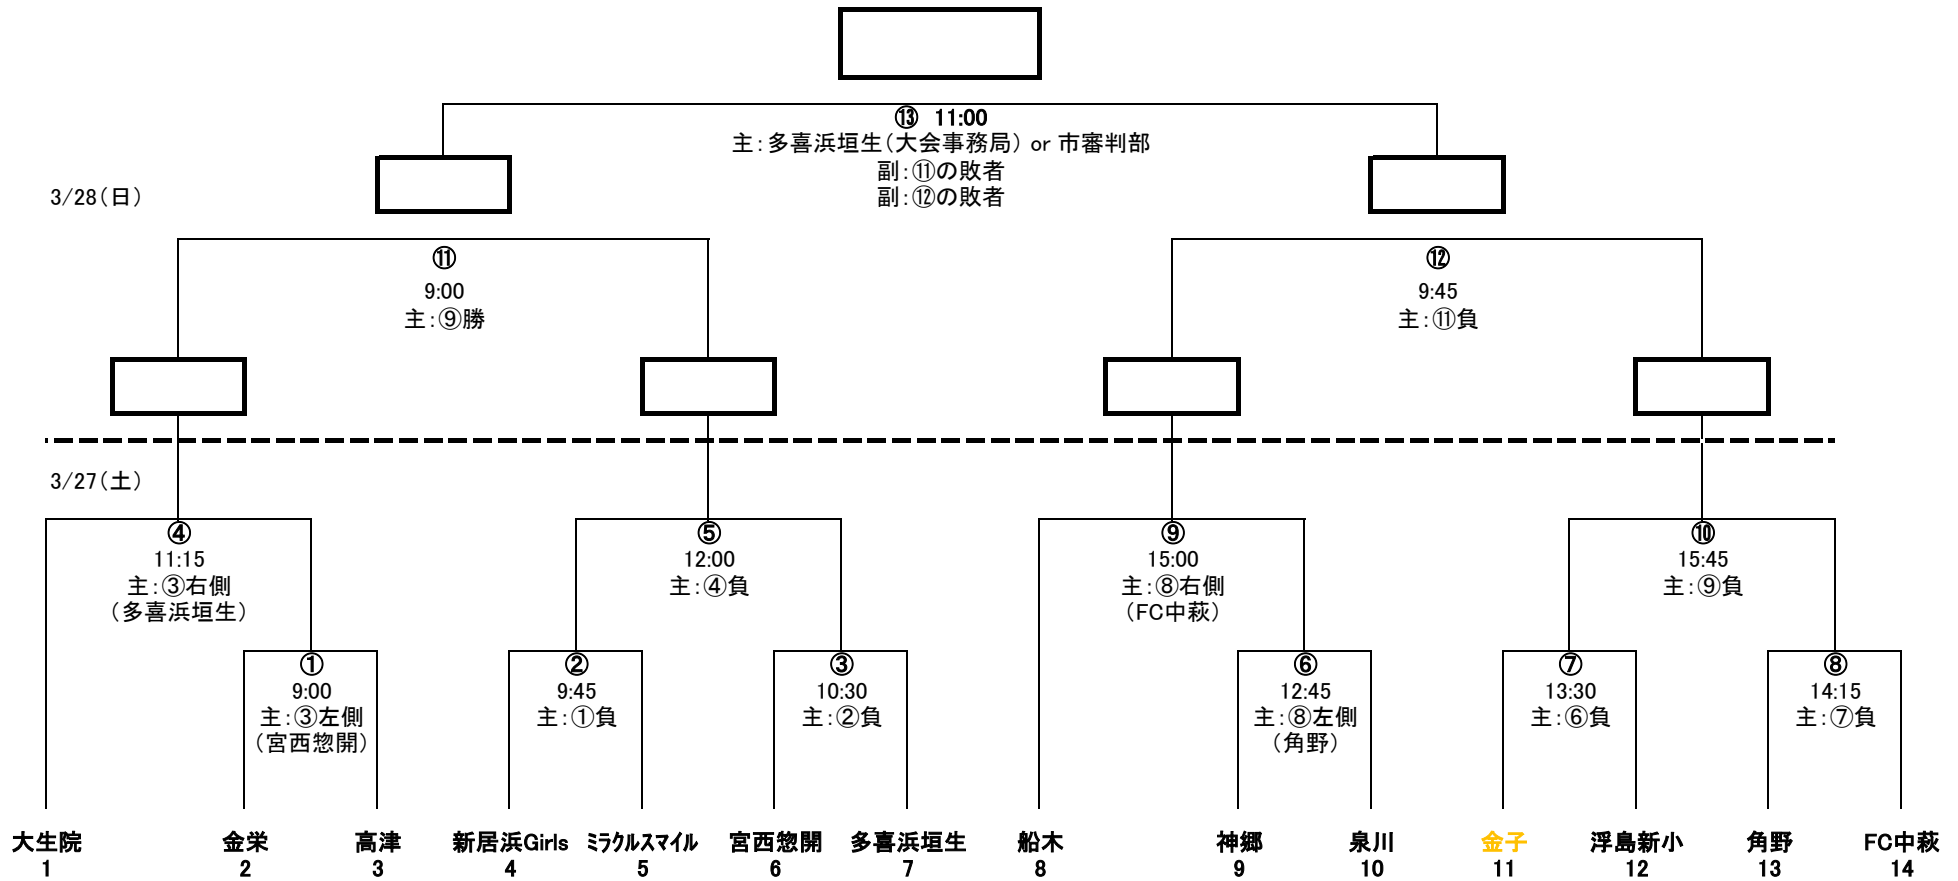 ⑬ 11:00
主：多喜浜垣生（大会事務局） or 市審判部
副：⑪の敗者
副：⑫の敗者
3/28（日）
⑪
9:00
主：⑨勝
⑫
9:45
主：⑪負
3/27（土）
④
11:15
主：③右側
（多喜浜垣生）
⑤
12:00
主：④負
⑨
15:00
主：⑧右側
（FC中萩）
⑩
15:45
主：⑨負
①
9:00
主：③左側
（宮西惣開）
②
9:45
主：①負
③
10:30
主：②負
⑥
12:45
主：⑧左側
（角野）
⑦
13:30
主：⑥負
⑧
14:15
主：⑦負
大生院 金栄 高津 新居浜Girls ﾐﾗｸﾙｽﾏｲﾙ 宮西惣開 多喜浜垣生 船木 神郷 泉川 金子 浮島新小 角野 FC中萩
1 2 3 4 5 6 7 8 9 10 11 12 13 14